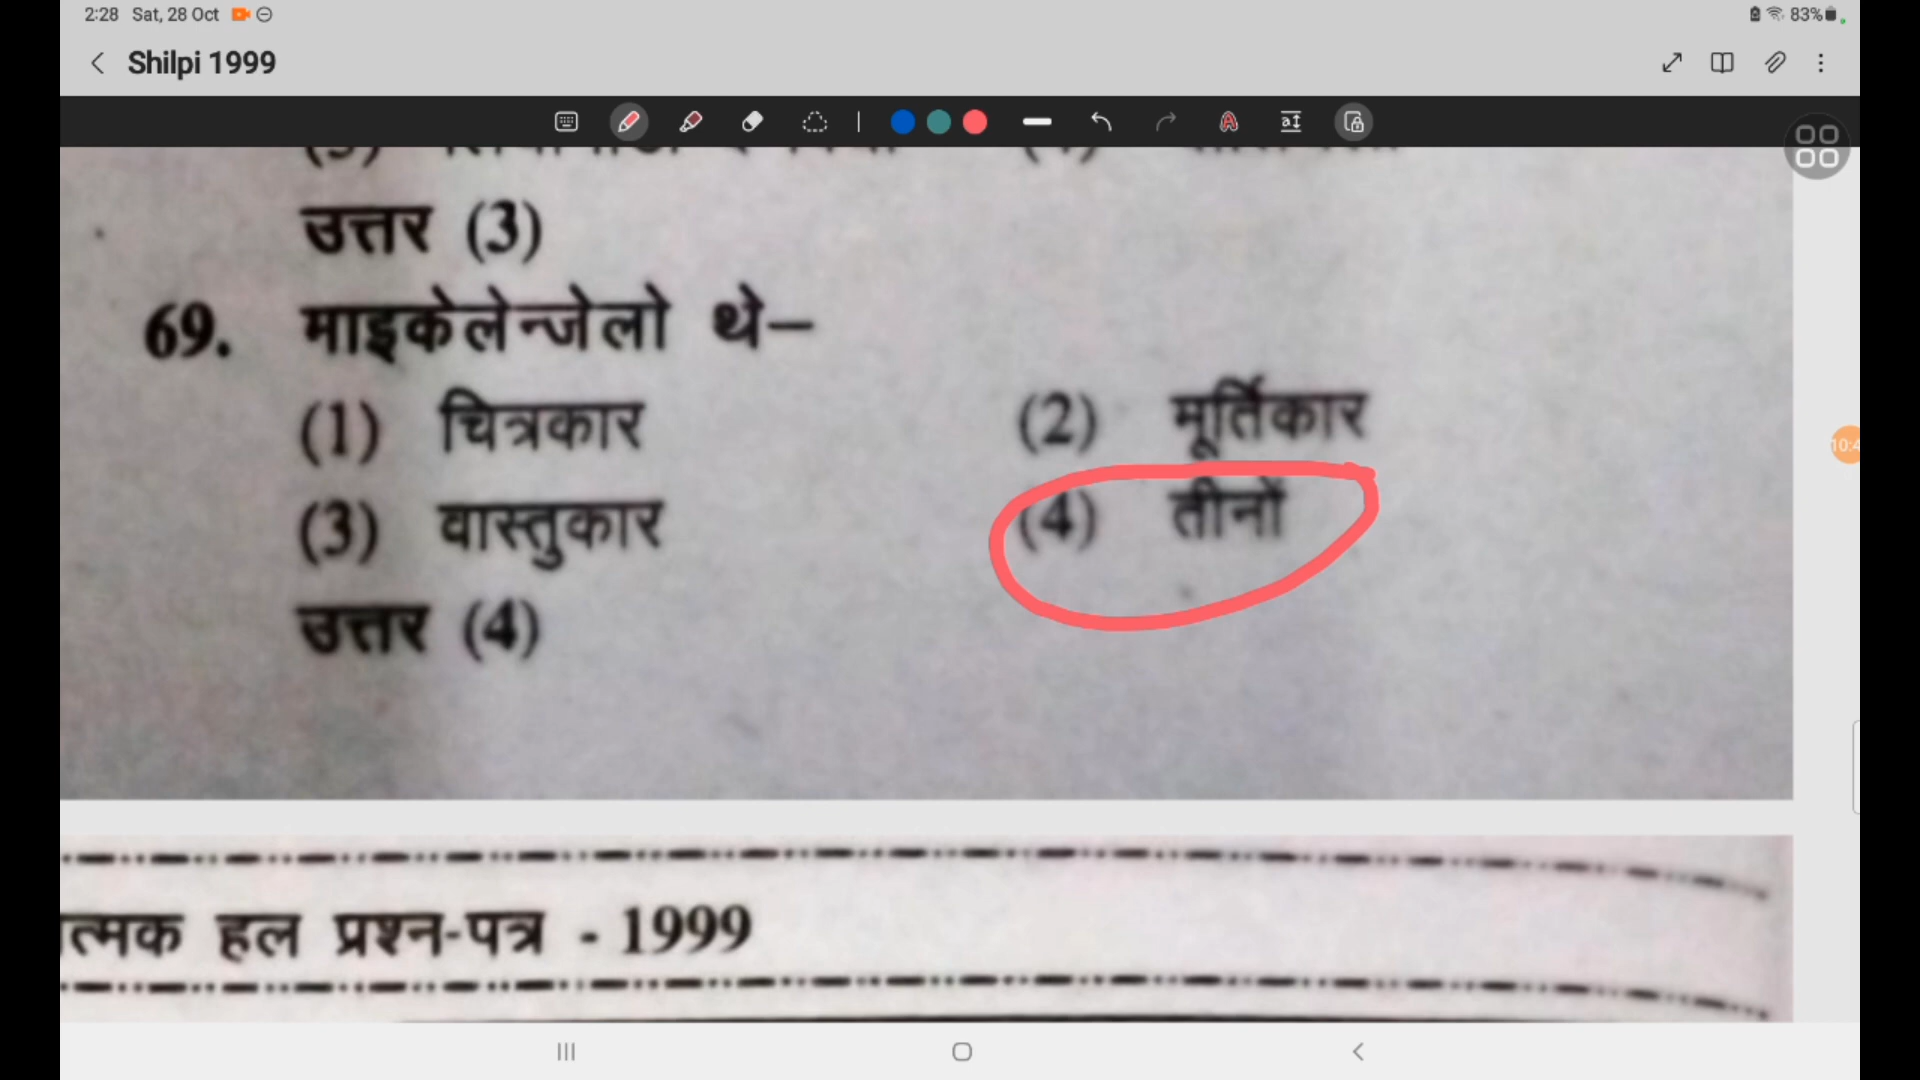 2:28 Sat, 28 Oct
83%
Shilpi 1999
उत्तर (3)
69. माइकेलेन्जेलो थे–
(1) चित्रकार (2) मूर्तिकार
(3) वास्तुकार (4) तीनों
उत्तर (4)
त्मक हल प्रश्न-पत्र - 1999